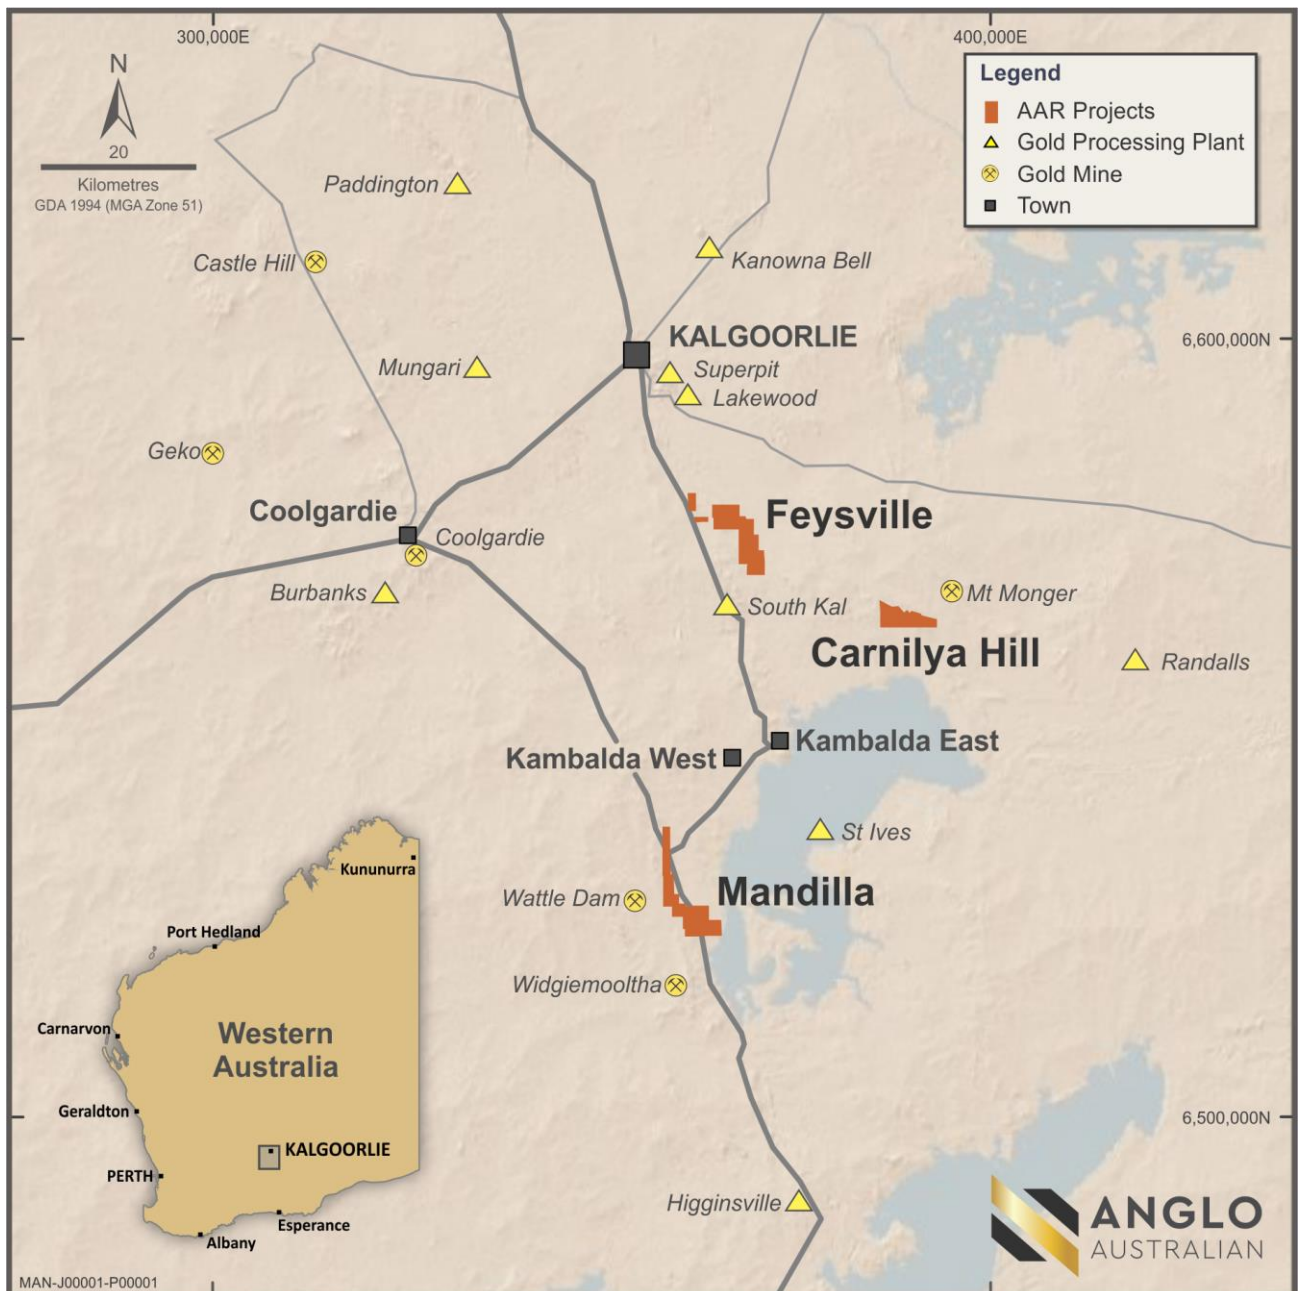 300,000E
400,000E
N
20
Kilometres
GDA 1994 (MGA Zone 51)
Legend
AAR Projects
Gold Processing Plant
Gold Mine
Town
Paddington
Castle Hill
Kanowna Bell
KALGOORLIE
6,600,000N
Mungari
Superpit
Lakewood
Geko
Coolgardie
Coolgardie
Feysville
Burbanks
South Kal
Mt Monger
Carnilya Hill
Randalls
Kambalda West
Kambalda East
St Ives
Wattle Dam
Mandilla
Widgiemooltha
Kununurra
Port Hedland
Carnarvon
Western
Australia
Geraldton
KALGOORLIE
PERTH
Esperance
Albany
6,500,000N
Higginsville
ANGLO
AUSTRALIAN
MAN-J00001-P00001